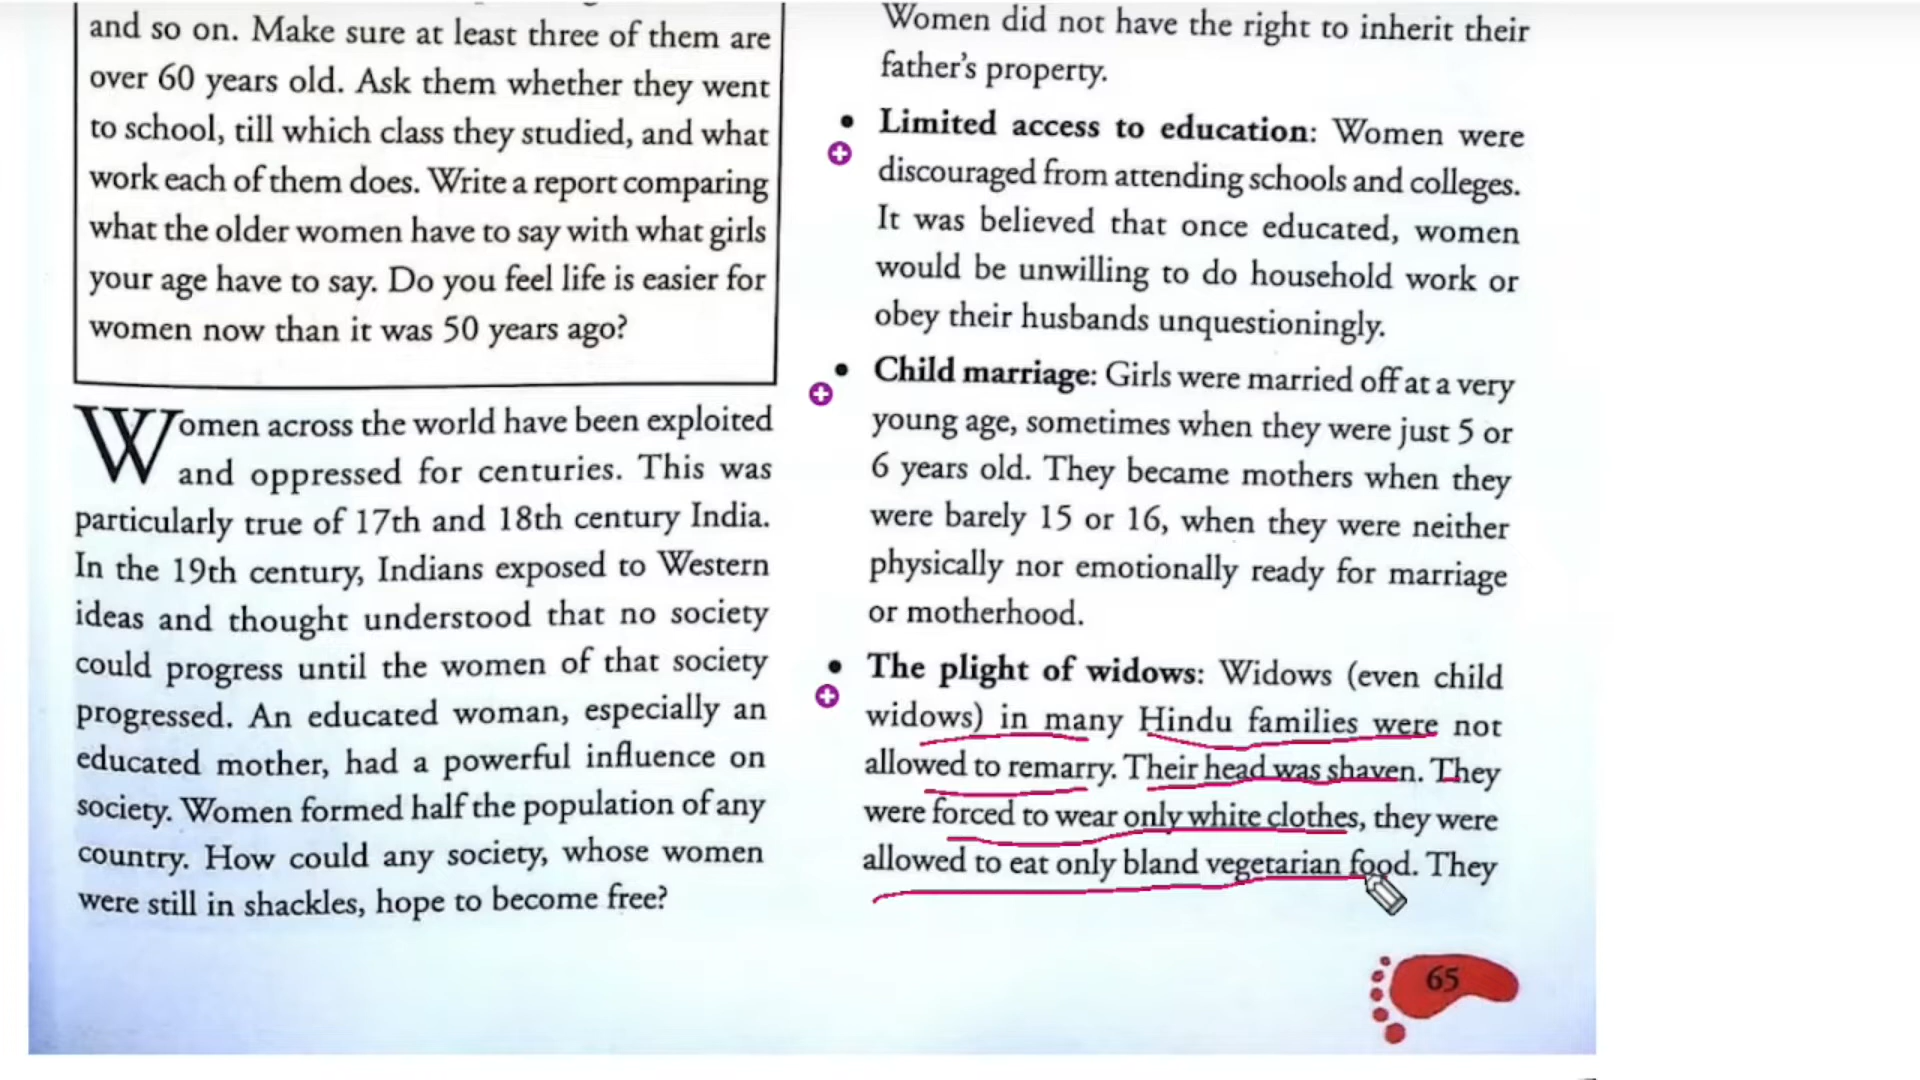 and so on. Make sure at least three of them are
over 60 years old. Ask them whether they went
to school, till which class they studied, and what
work each of them does. Write a report comparing
what the older women have to say with what girls
your age have to say. Do you feel life is easier for
women now than it was 50 years ago?
Women across the world have been exploited
and oppressed for centuries. This was
particularly true of 17th and 18th century India.
In the 19th century, Indians exposed to Western
ideas and thought understood that no society
could progress until the women of that society
progressed. An educated woman, especially an
educated mother, had a powerful influence on
society. Women formed half the population of any
country. How could any society, whose women
were still in shackles, hope to become free?
Women did not have the right to inherit their
father's property.
• Limited access to education: Women were
discouraged from attending schools and colleges.
It was believed that once educated, women
would be unwilling to do household work or
obey their husbands unquestioningly.
• Child marriage: Girls were married off at a very
young age, sometimes when they were just 5 or
6 years old. They became mothers when they
were barely 15 or 16, when they were neither
physically nor emotionally ready for marriage
or motherhood.
• The plight of widows: Widows (even child
widows) in many Hindu families were not
allowed to remarry. Their head was shaven. They
were forced to wear only white clothes, they were
allowed to eat only bland vegetarian food. They
65